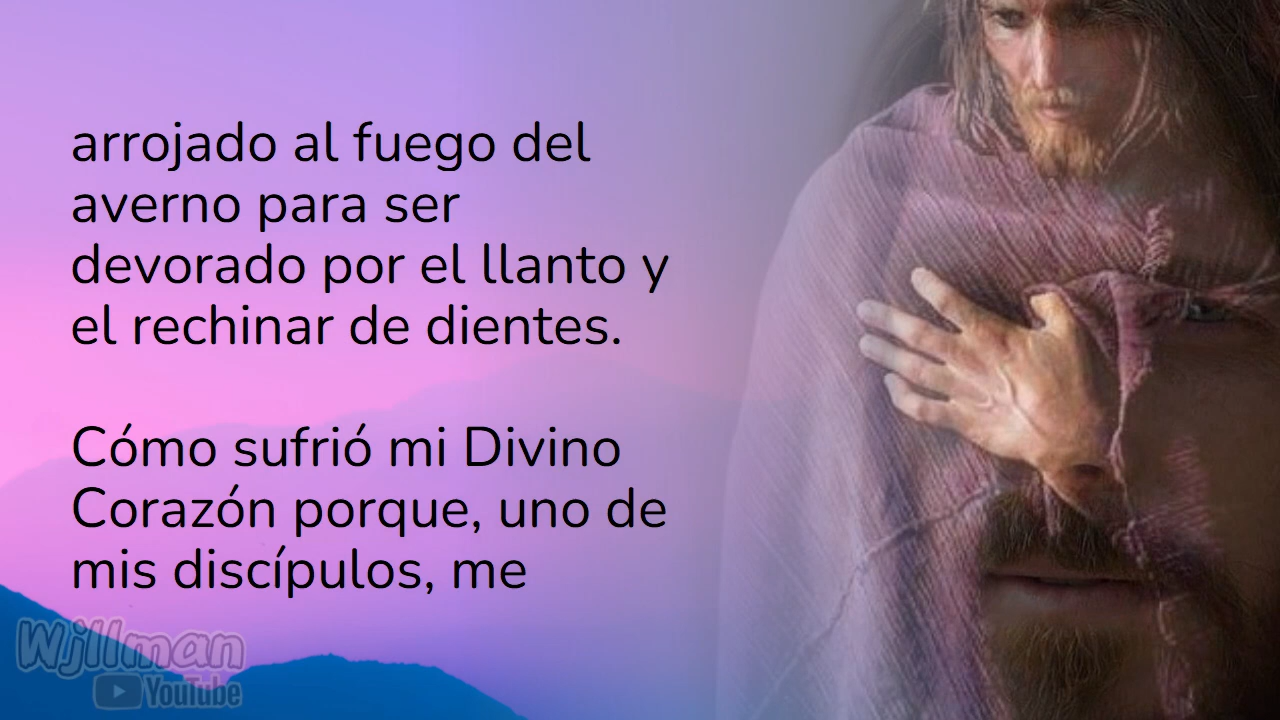 arrojado al fuego del
averno para ser
devorado por el llanto y
el rechinar de dientes.
Cómo sufrió mi Divino
Corazón porque, uno de
mis discípulos, me
Wjllman
YouTube